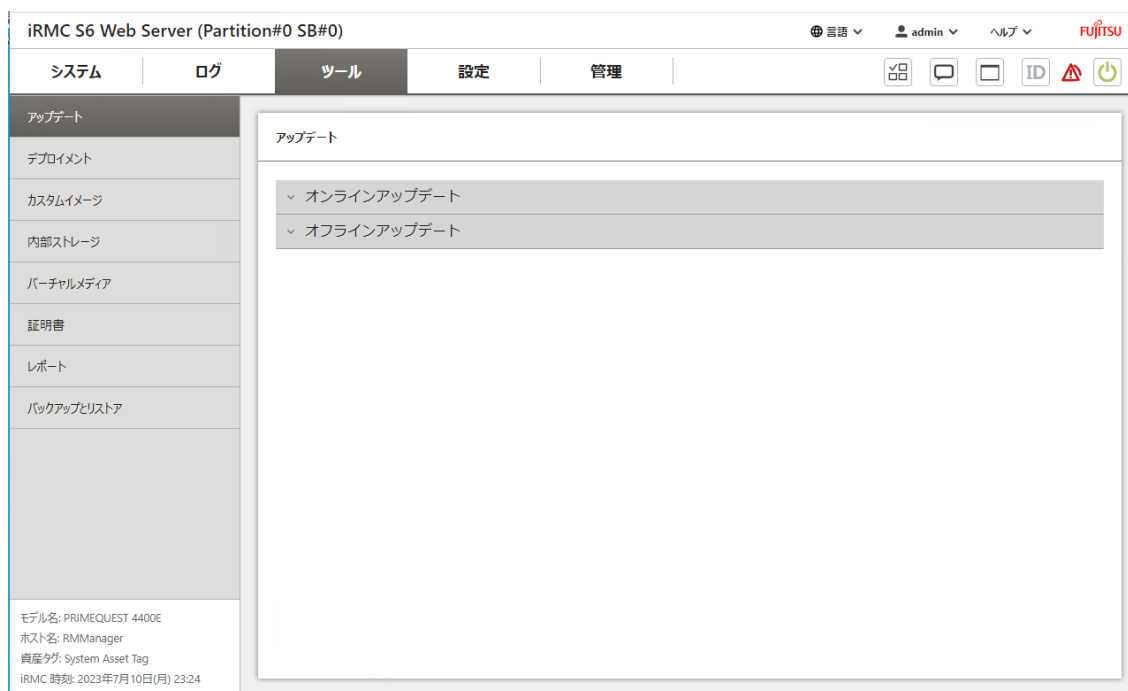 iRMC S6 Web Server (Partition#0 SB#0)
言語
admin
ヘルプ
FUJITSU
システム
ログ
ツール
設定
管理
ID
アップデート
デプロイメント
カスタムイメージ
内部ストレージ
バーチャルメディア
証明書
レポート
バックアップとリストア
モデル名: PRIMEQUEST 4400E
ホスト名: RMManager
資産タグ: System Asset Tag
iRMC 時刻: 2023年7月10日(月) 23:24
アップデート
オンラインアップデート
オフラインアップデート